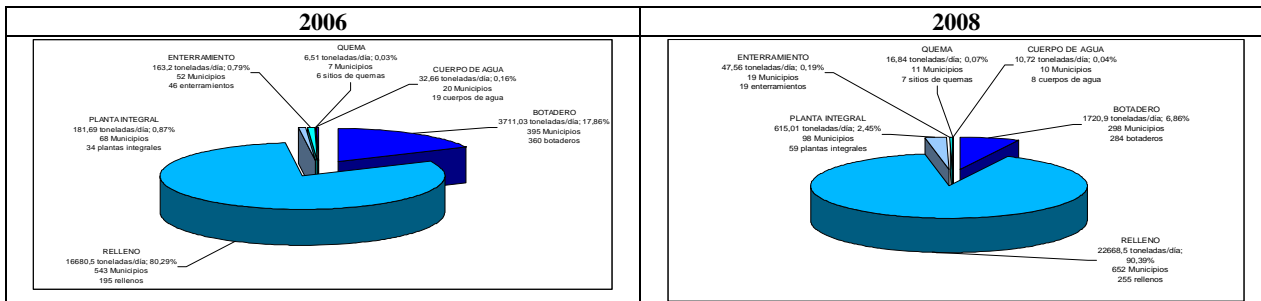 2006
2008
QUEMA
6,51 toneladas/día; 0,03%
7 Municipios
6 sitios de quemas
ENTERRAMIENTO
163,2 toneladas/día; 0,79%
52 Municipios
46 enterramientos
CUERPO DE AGUA
32,66 toneladas/día; 0,16%
20 Municipios
19 cuerpos de agua
BOTADERO
3711,03 toneladas/día; 17,86%
395 Municipios
360 botaderos
PLANTA INTEGRAL
181,69 toneladas/día; 0,87%
68 Municipios
34 plantas integrales
RELLENO
16680,5 toneladas/día; 80,29%
543 Municipios
195 rellenos
ENTERRAMIENTO
47,56 toneladas/día; 0,19%
19 Municipios
19 enterramientos
QUEMA
16,84 toneladas/día; 0,07%
11 Municipios
7 sitios de quemas
CUERPO DE AGUA
10,72 toneladas/día; 0,04%
10 Municipios
8 cuerpos de agua
BOTADERO
1720,9 toneladas/día; 6,86%
298 Municipios
284 botaderos
PLANTA INTEGRAL
615,01 toneladas/día; 2,45%
98 Municipios
59 plantas integrales
RELLENO
22668,5 toneladas/día;
90,39%
652 Municipios
255 rellenos